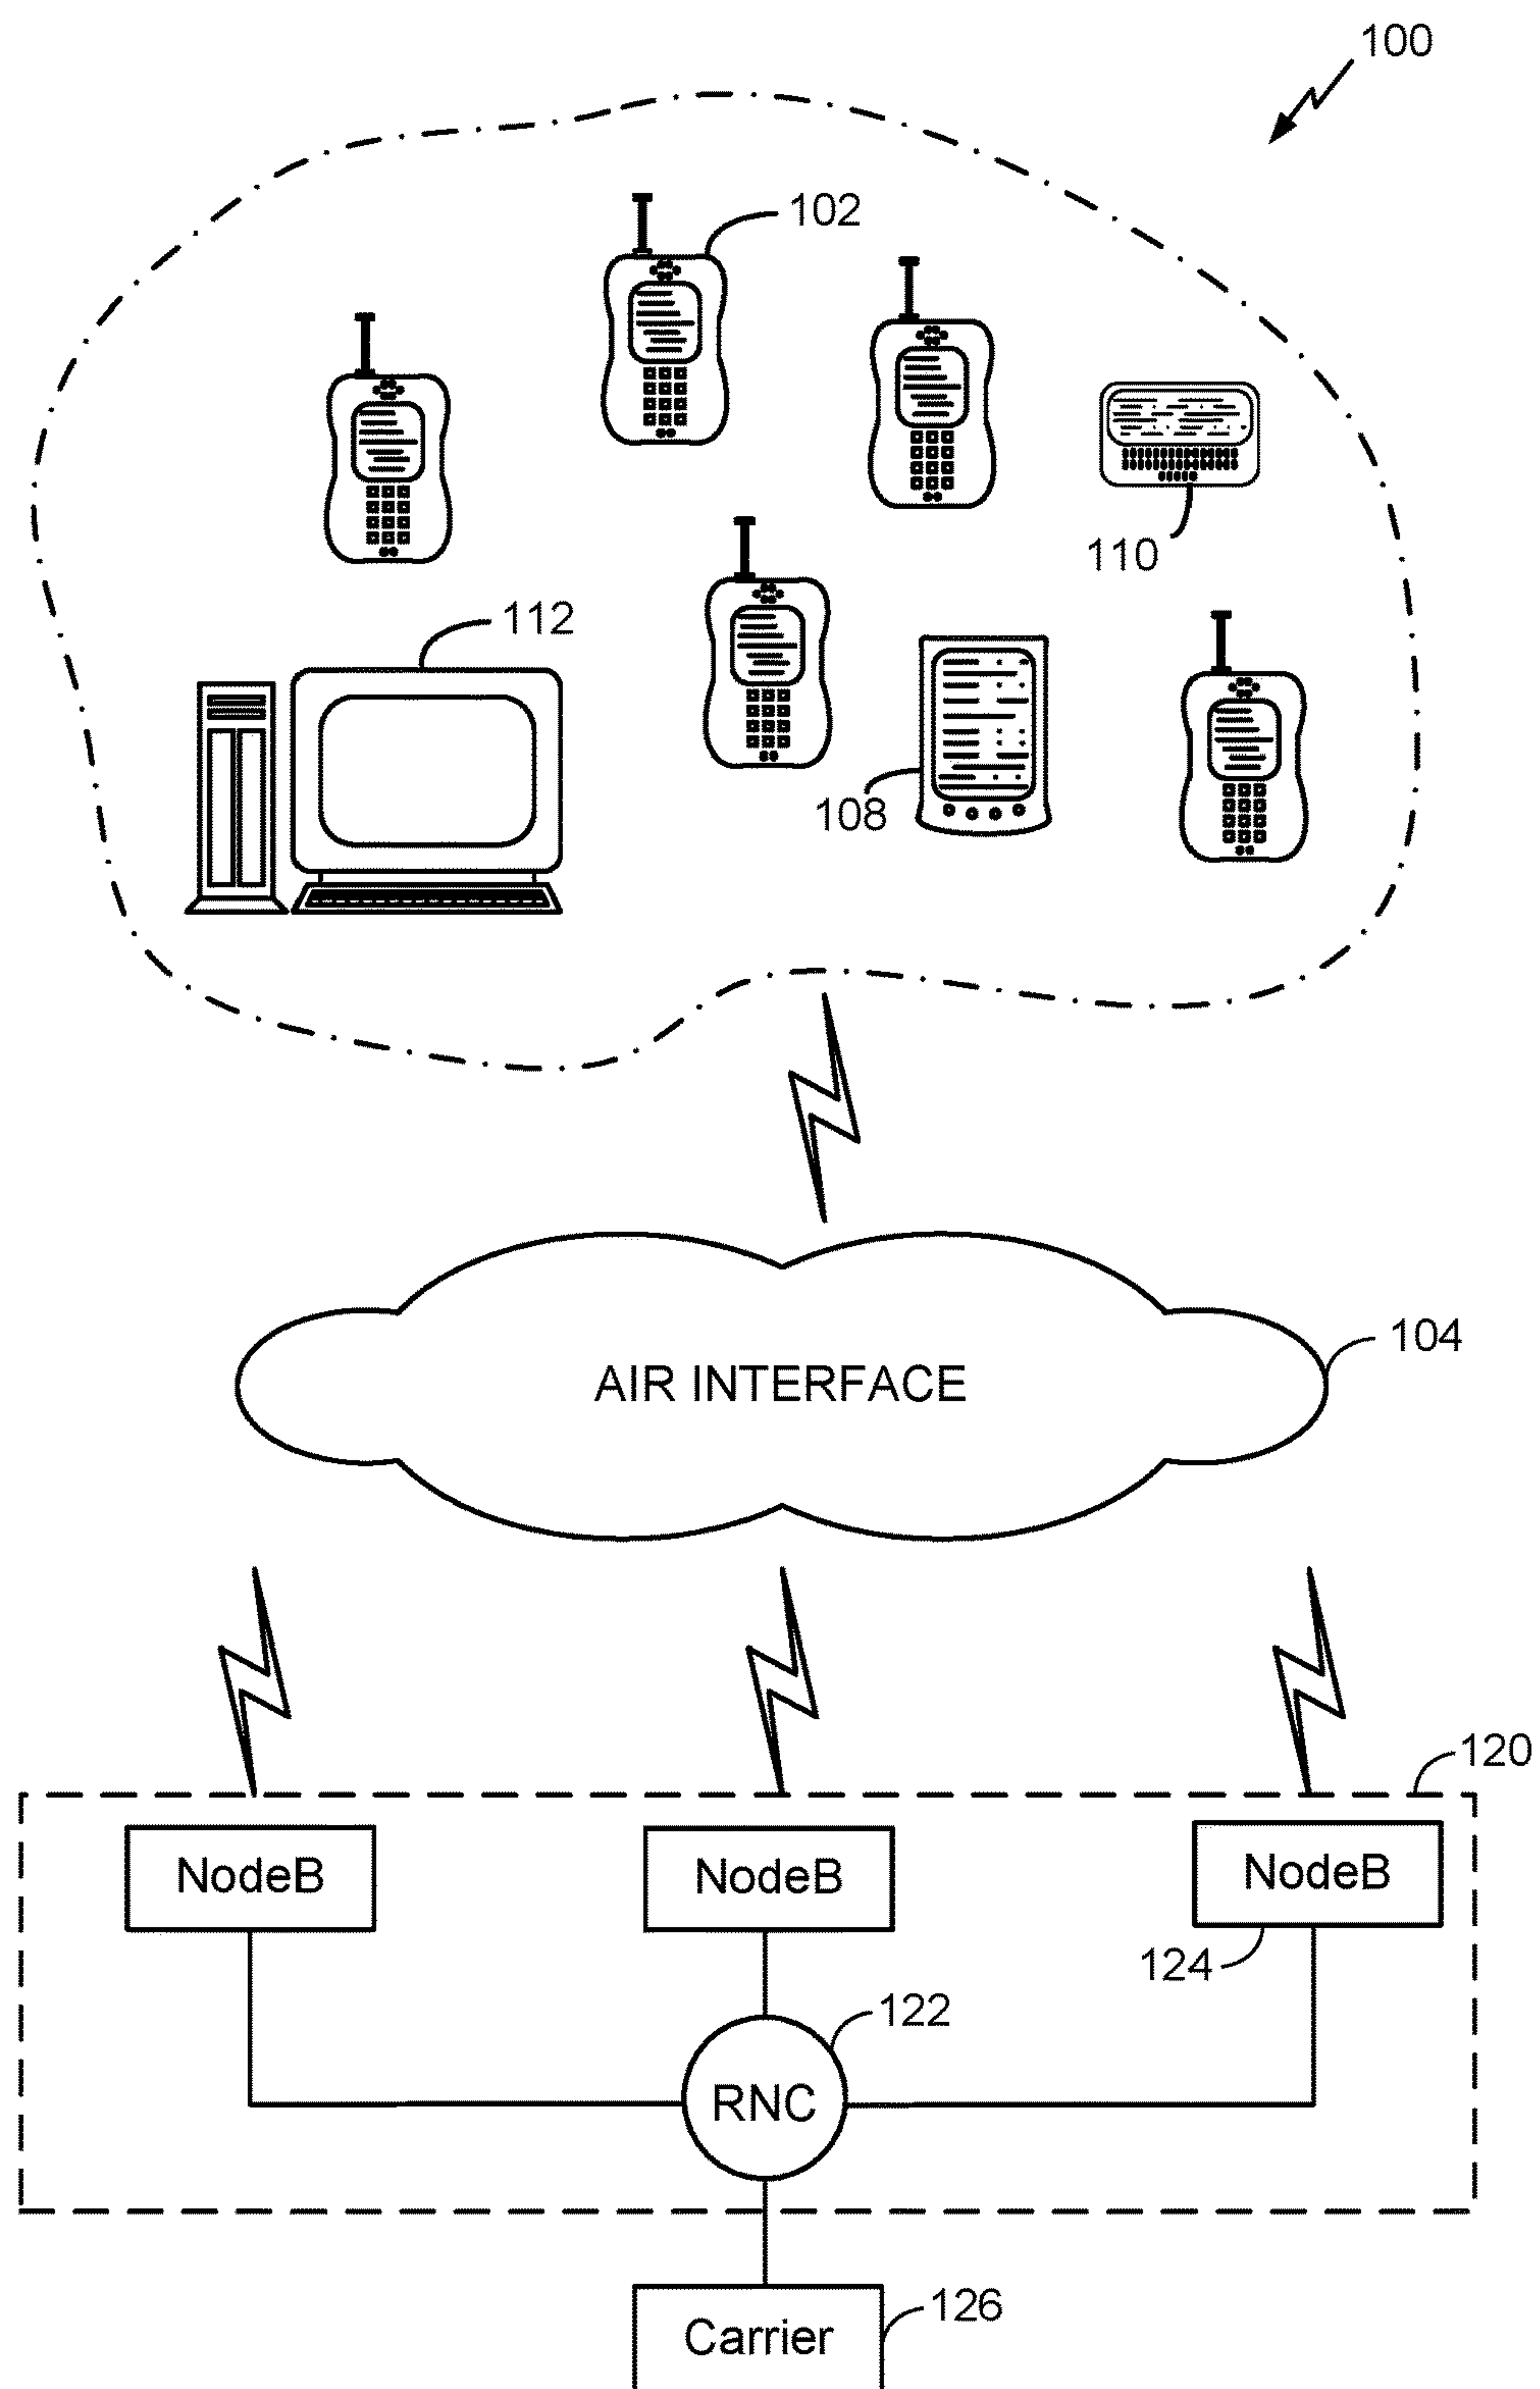 100
102
110
112
108
104
AIR INTERFACE
120
NodeB
NodeB
NodeB
124
122
RNC
126
Carrier